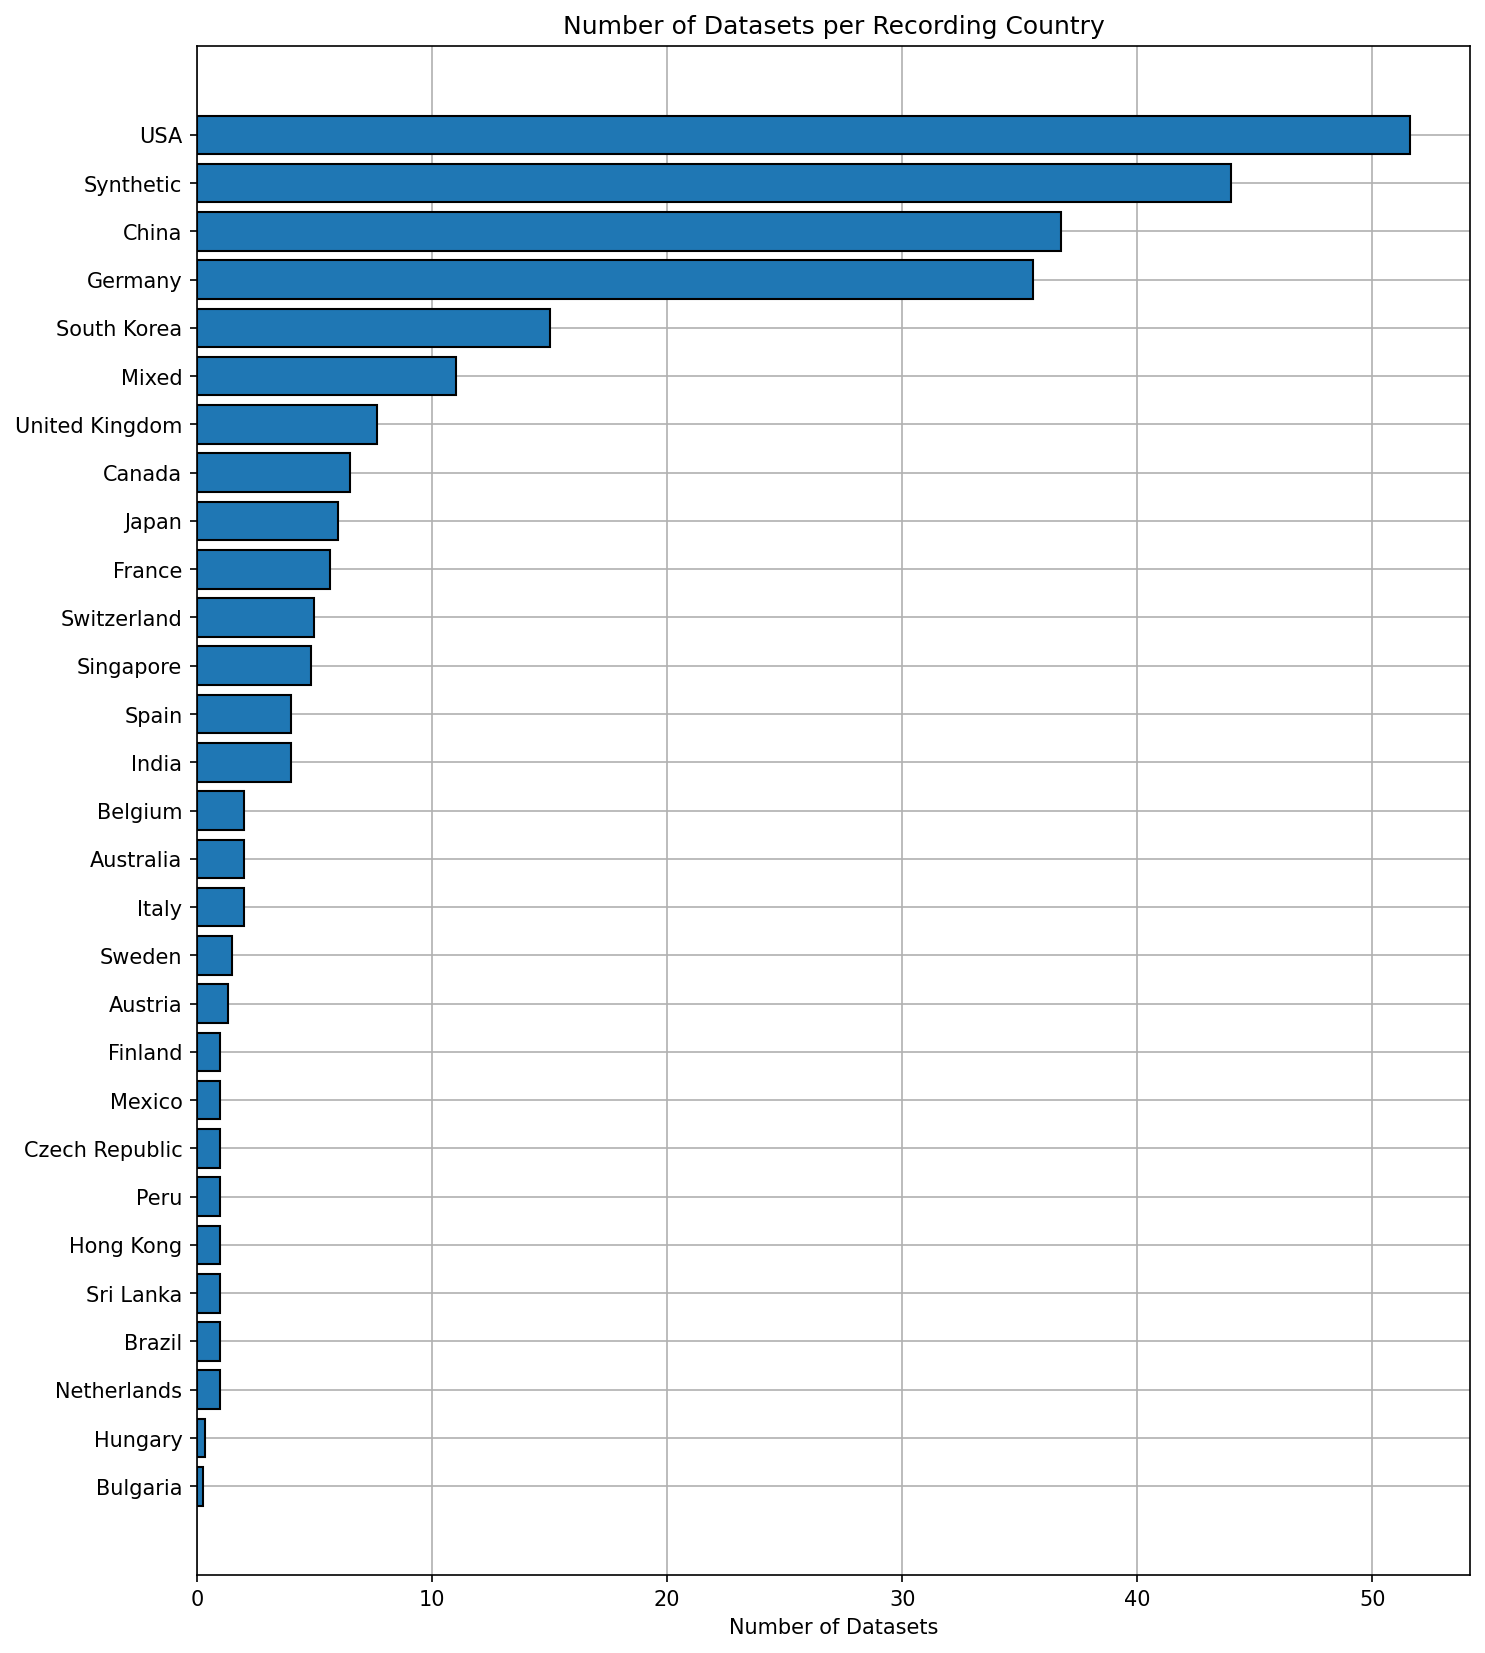 Number of Datasets per Recording Country
USA
Synthetic
China
Germany
South Korea
Mixed
United Kingdom
Canada
Japan
France
Switzerland
Singapore
Spain
India
Belgium
Australia
Italy
Sweden
Austria
Finland
Mexico
Czech Republic
Peru
Hong Kong
Sri Lanka
Brazil
Netherlands
Hungary
Bulgaria
0 10 20 30 40 50
Number of Datasets